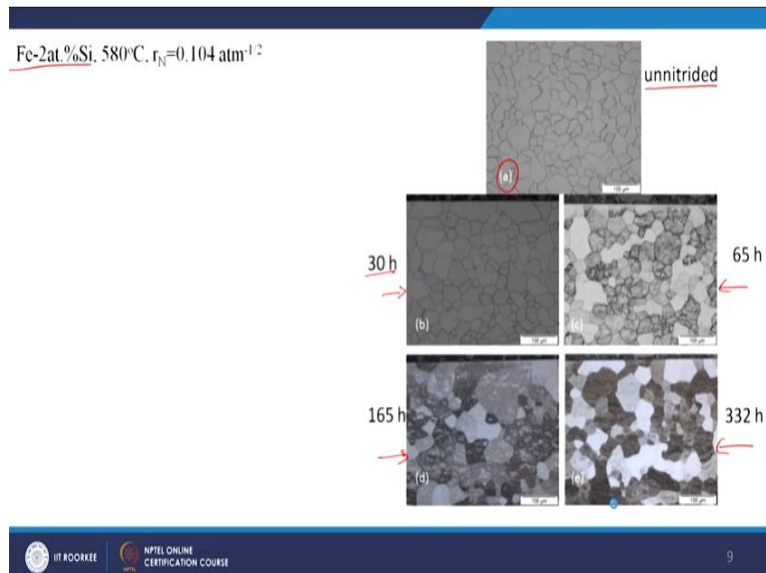 Fe-2at.%Si, 580°C, rN=0.104 atm-1/2
unnitrided
(a)
100 µm
30 h
(b)
100 µm
(c)
100 µm
65 h
165 h
(d)
100 µm
(e)
100 µm
332 h
IIT ROORKEE
NPTEL ONLINE
CERTIFICATION COURSE
9